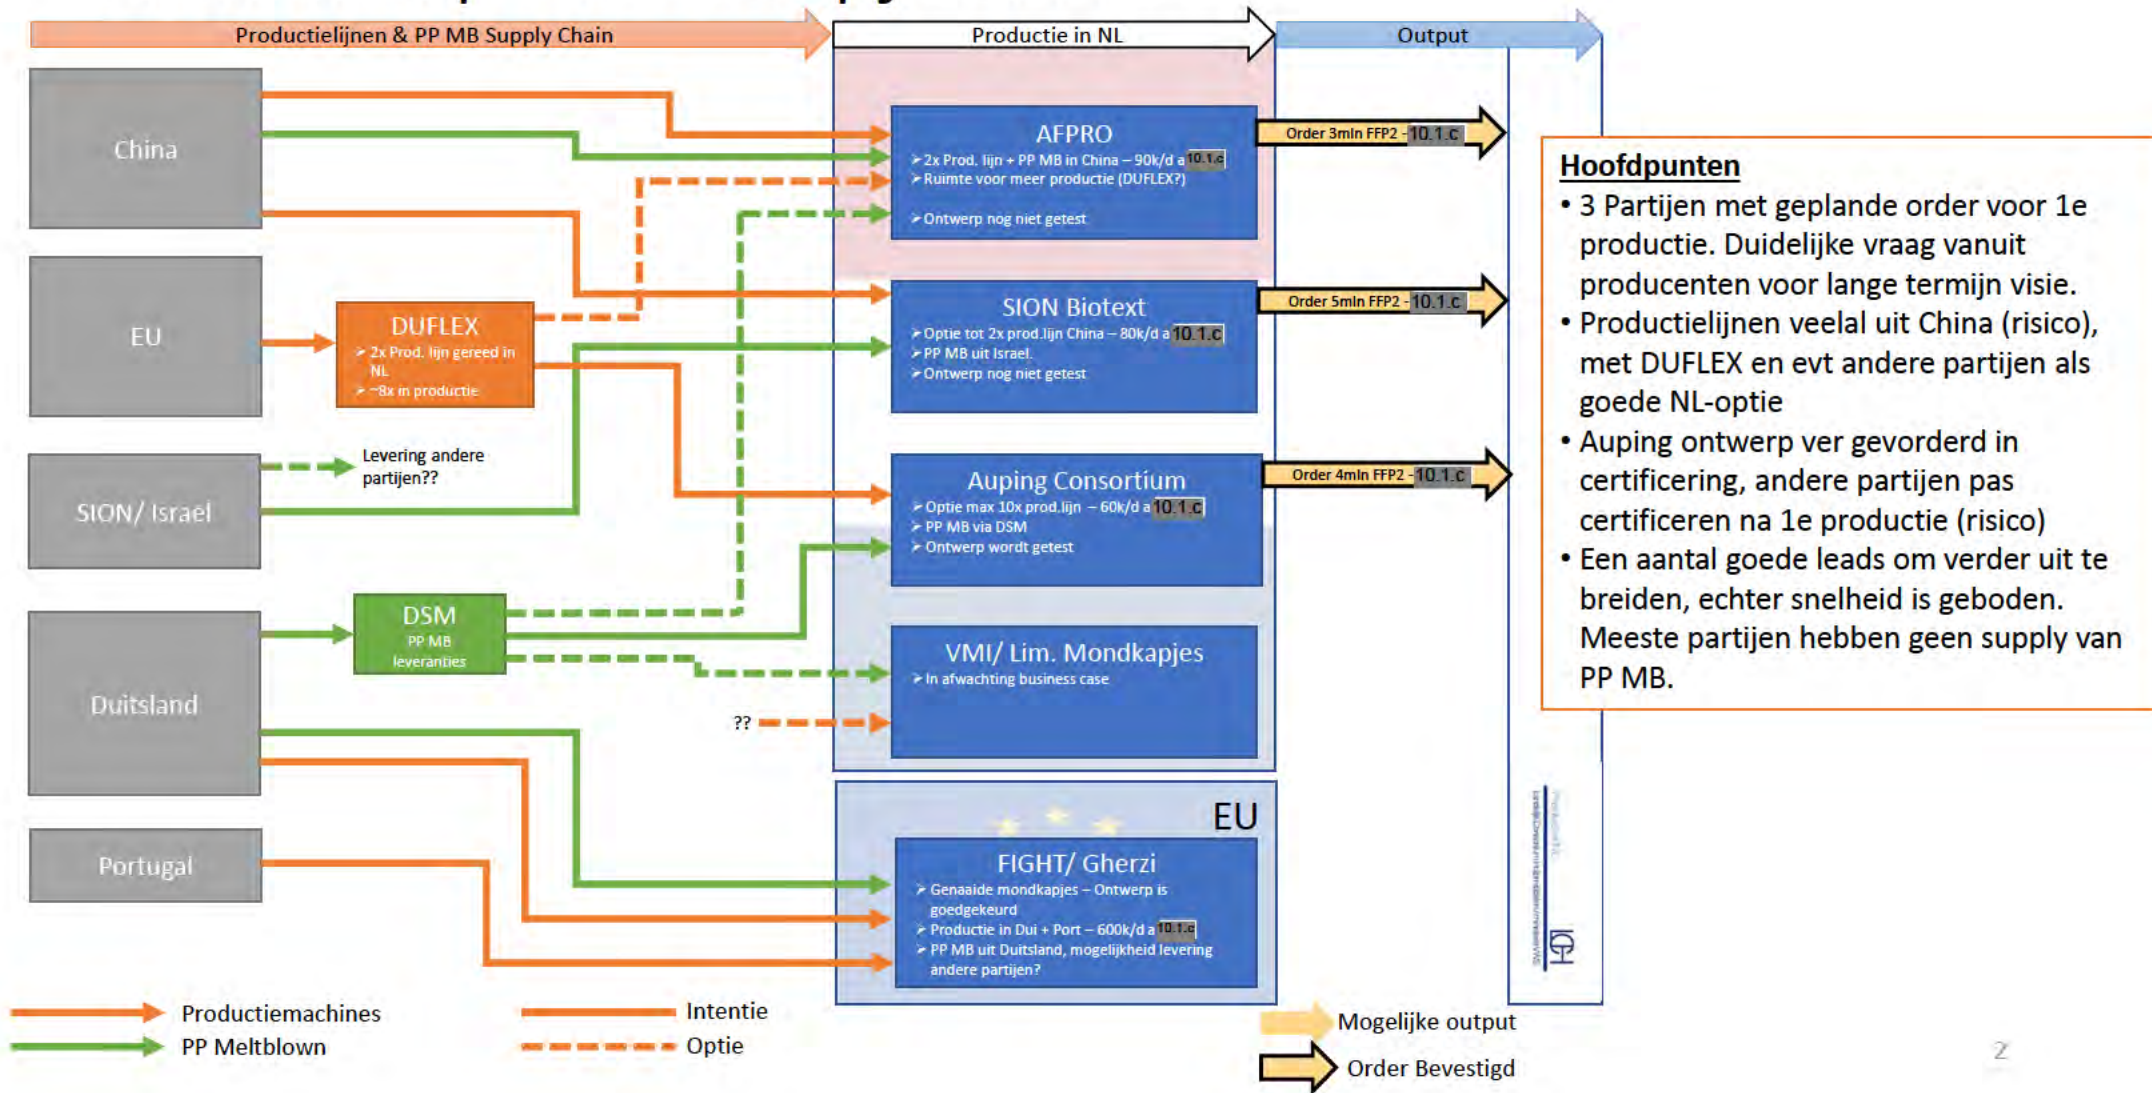 Productielijnen & PP MB Supply Chain
Productie in NL
Output
China
EU
SION/ Israel
Duitsland
Portugal
DUFLEX
➢ 2x Prod. lijn gereed in
NL
➢ ~8x in productie
Levering andere
partijen??
DSM
PP MB
leveranties
??
AFPRO
➢ 2x Prod. lijn + PP MB in China – 90k/d a 10.1.c
➢ Ruimte voor meer productie (DUFLEX?)
➢ Ontwerp nog niet getest
SION Biotext
➢ Optie tot 2x prod.lijn China – 80k/d a 10.1.c
➢ PP MB uit Israel.
➢ Ontwerp nog niet getest
Auping Consortium
➢ Optie max 10x prod.lijn – 60k/d a 10.1.c
➢ PP MB via DSM
➢ Ontwerp wordt getest
VMI/ Lim. Mondkapjes
➢ In afwachting business case
EU
FIGHT/ Gherzi
➢ Genaaide mondkapjes – Ontwerp is
goedgekeurd
➢ Productie in Dui + Port – 600k/d a 10.1.c
➢ PP MB uit Duitsland, mogelijkheid levering
andere partijen?
Order 3mln FFP2 - 10.1.c
Order 5mln FFP2 - 10.1.c
Order 4mln FFP2 - 10.1.c
Hoofdpunten
• 3 Partijen met geplande order voor 1e
productie. Duidelijke vraag vanuit
producenten voor lange termijn visie.
• Productielijnen veelal uit China (risico),
met DUFLEX en evt andere partijen als
goede NL-optie
• Auping ontwerp ver gevorderd in
certificering, andere partijen pas
certificeren na 1e productie (risico)
• Een aantal goede leads om verder uit te
breiden, echter snelheid is geboden.
Meeste partijen hebben geen supply van
PP MB.
LCH
Productiemachines
PP Meltblown
Intentie
Optie
Mogelijke output
Order Bevestigd
2